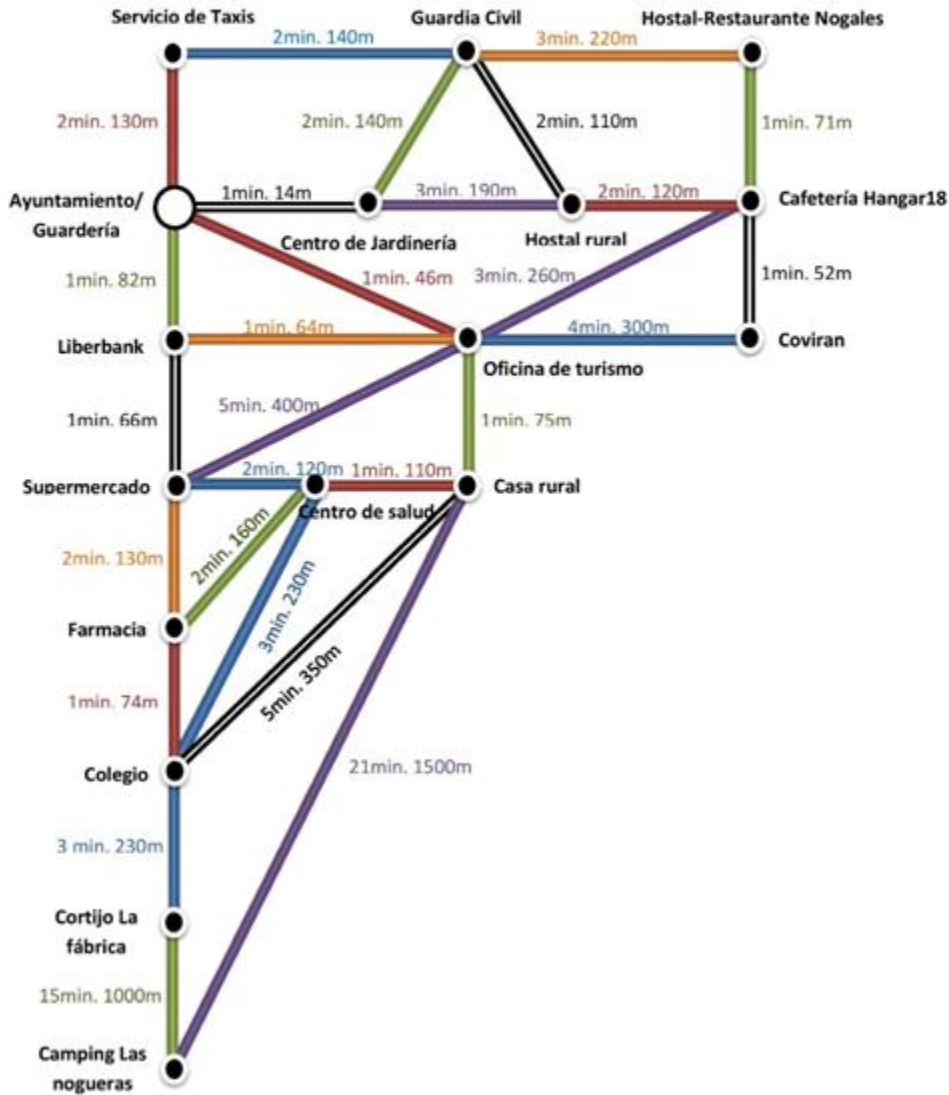 Servicio de Taxis
Guardia Civil
Hostal-Restaurante Nogales
2min. 140m
3min. 220m
2min. 130m
2min. 140m
2min. 110m
1min. 71m
Ayuntamiento/
Guardería
1min. 14m
3min. 190m
2min. 120m
Cafetería Hangar18
Centro de Jardinería
Hostal rural
1min. 82m
1min. 46m
3min. 260m
1min. 52m
Liberbank
1min. 64m
4min. 300m
Coviran
Oficina de turismo
1min. 66m
5min. 400m
1min. 75m
Supermercado
2min. 120m
1min. 110m
Casa rural
Centro de salud
2min. 130m
2min. 160m
3min. 230m
Farmacia
1min. 74m
5min. 350m
Colegio
21min. 1500m
3 min. 230m
Cortijo La
fábrica
15min. 1000m
Camping Las
nogueras